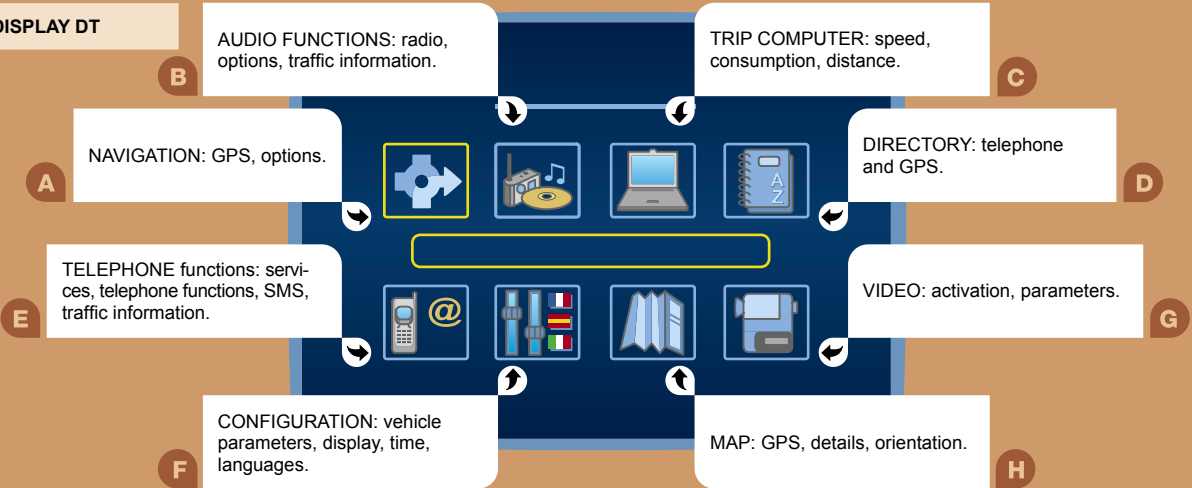 DISPLAY DT
AUDIO FUNCTIONS: radio,
options, traffic information.
B
TRIP COMPUTER: speed,
consumption, distance.
C
NAVIGATION: GPS, options.
A
DIRECTORY: telephone
and GPS.
D
A
Z
TELEPHONE functions: servi-
ces, telephone functions, SMS,
traffic information.
E
@
VIDEO: activation, parameters.
G
CONFIGURATION: vehicle
parameters, display, time,
languages.
F
MAP: GPS, details, orientation.
H